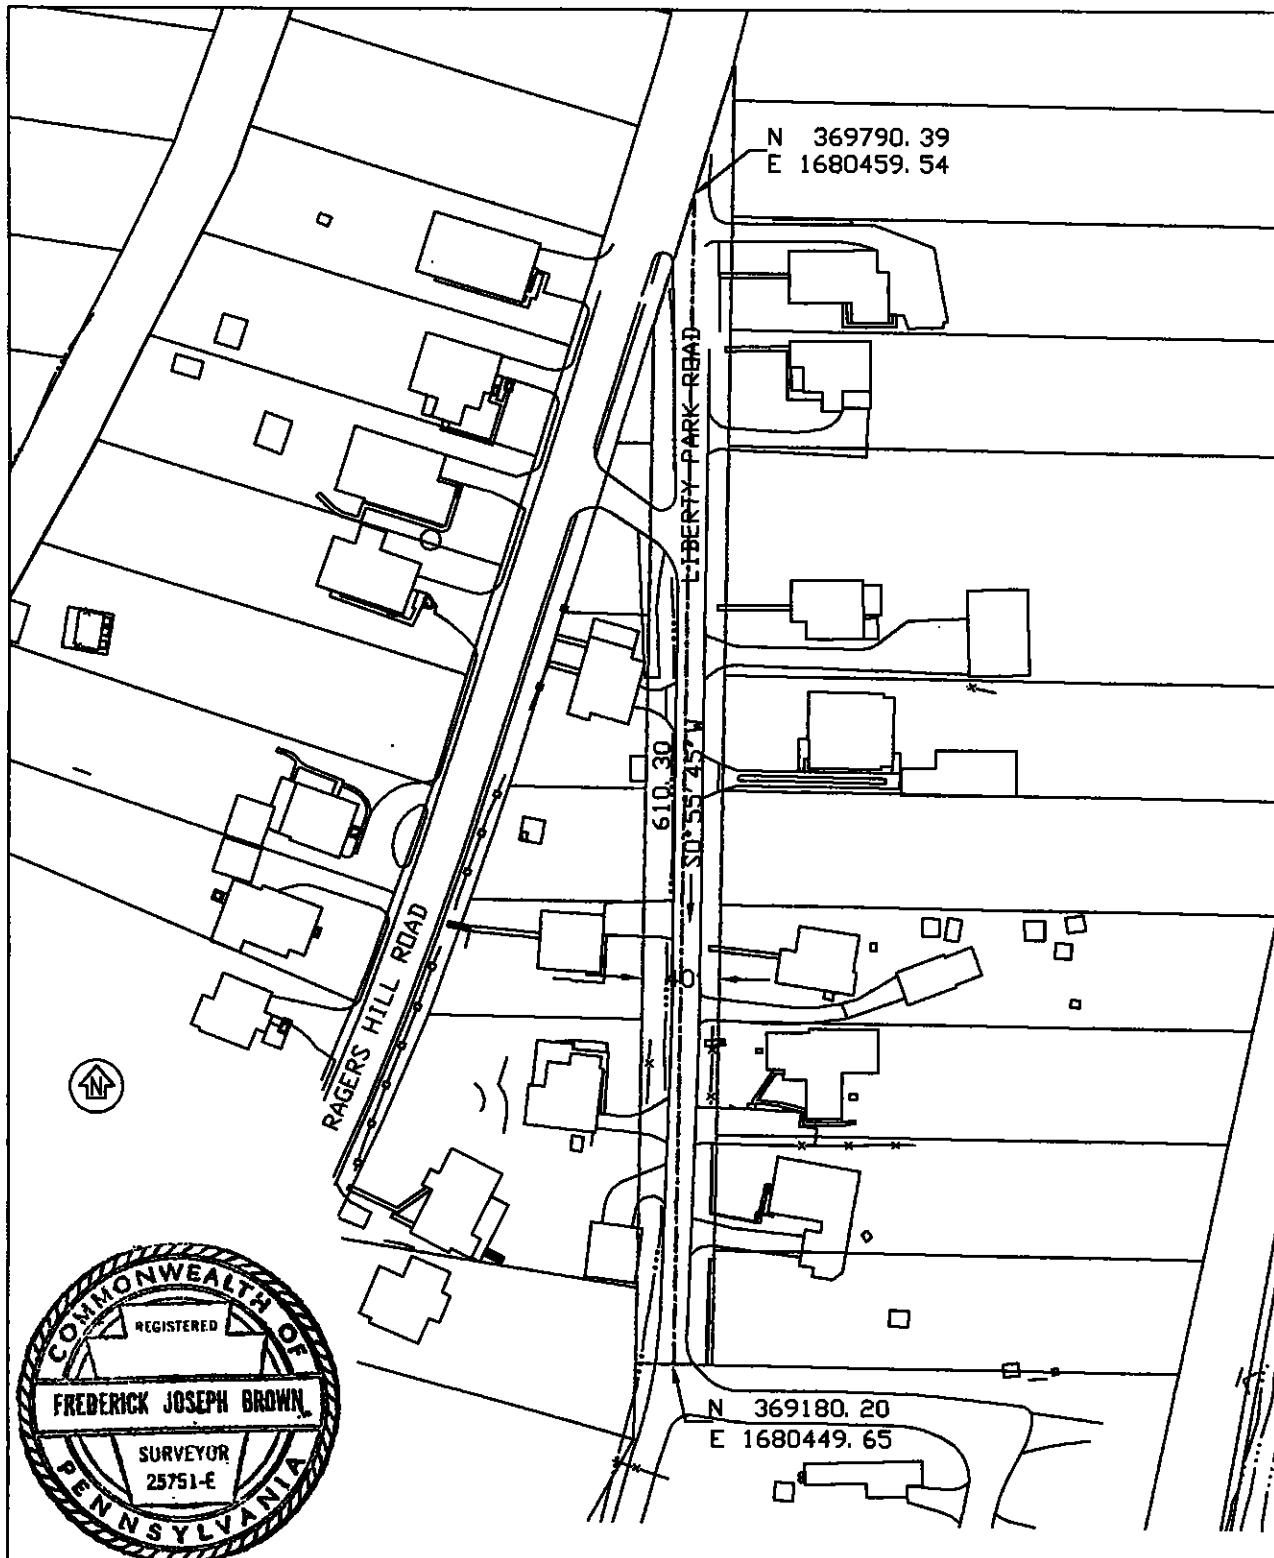 N 369790.39
E 1680459.54
LIBERTY PARK ROAD
610.30
S0°55'45"W
40
RAGERS HILL ROAD
N
COMMONWEALTH OF
REGISTERED
FREDERICK JOSEPH BROWN
SURVEYOR
25751-E
PENNSYLVANIA
N 369180.20
E 1680449.65